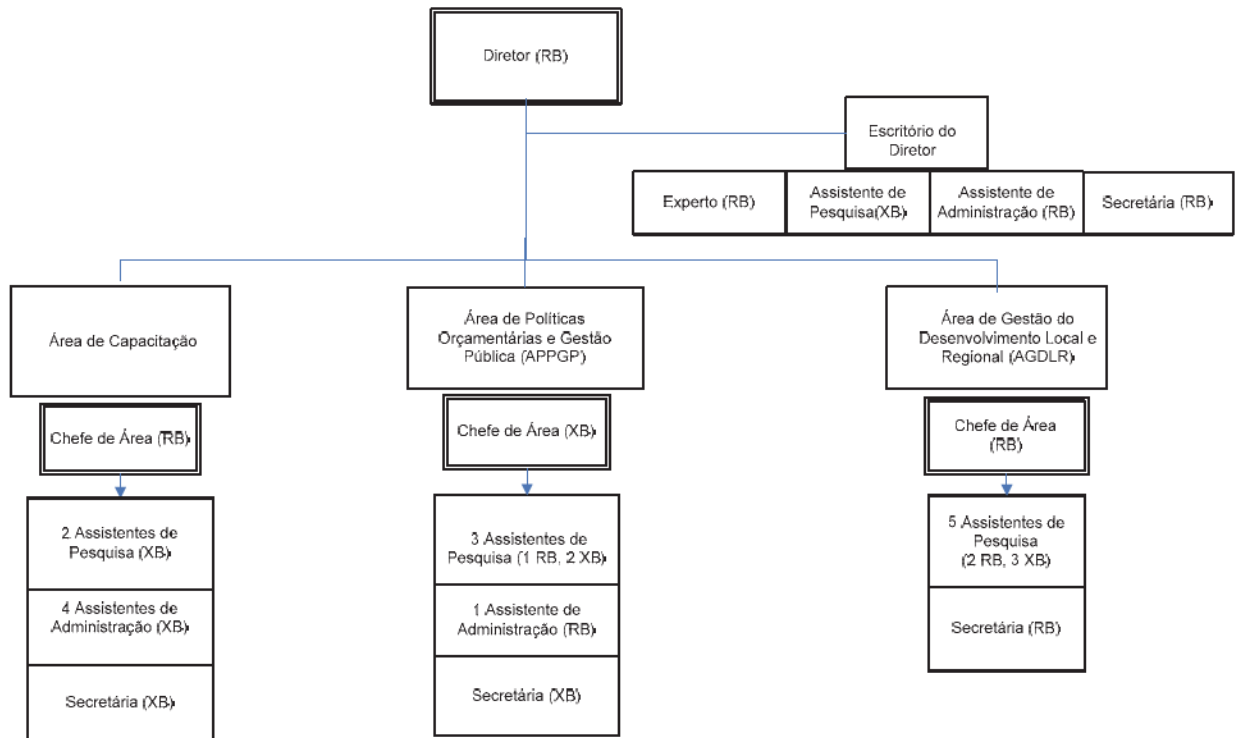 Diretor (RB)
Escritório do
Diretor
Experto (RB)
Assistente de
Pesquisa(XB)
Assistente de
Administração (RB)
Secretária (RB)
Área de Capacitação
Área de Políticas
Orçamentárias e Gestão
Pública (APPGP)
Área de Gestão do
Desenvolvimento Local e
Regional (AGDLR)
Chefe de Área (RB)
Chefe de Área (XB)
Chefe de Área
(RB)
2 Assistentes de
Pesquisa (XB)
4 Assistentes de
Administração (XB)
Secretária (XB)
3 Assistentes de
Pesquisa (1 RB, 2 XB)
1 Assistente de
Administração (RB)
Secretária (XB)
5 Assistentes de
Pesquisa
(2 RB, 3 XB)
Secretária (RB)